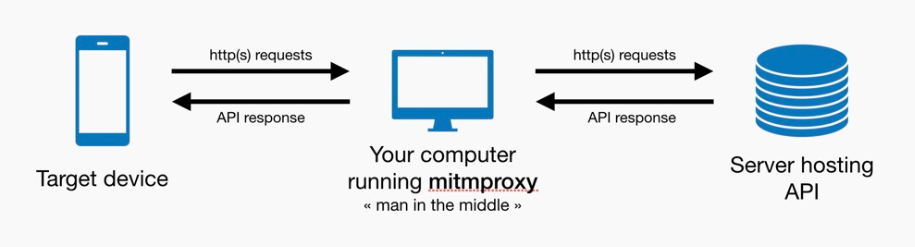 http(s) requests
http(s) requests
API response
API response
Target device
Your computer
running mitmproxy
« man in the middle »
Server hosting
API